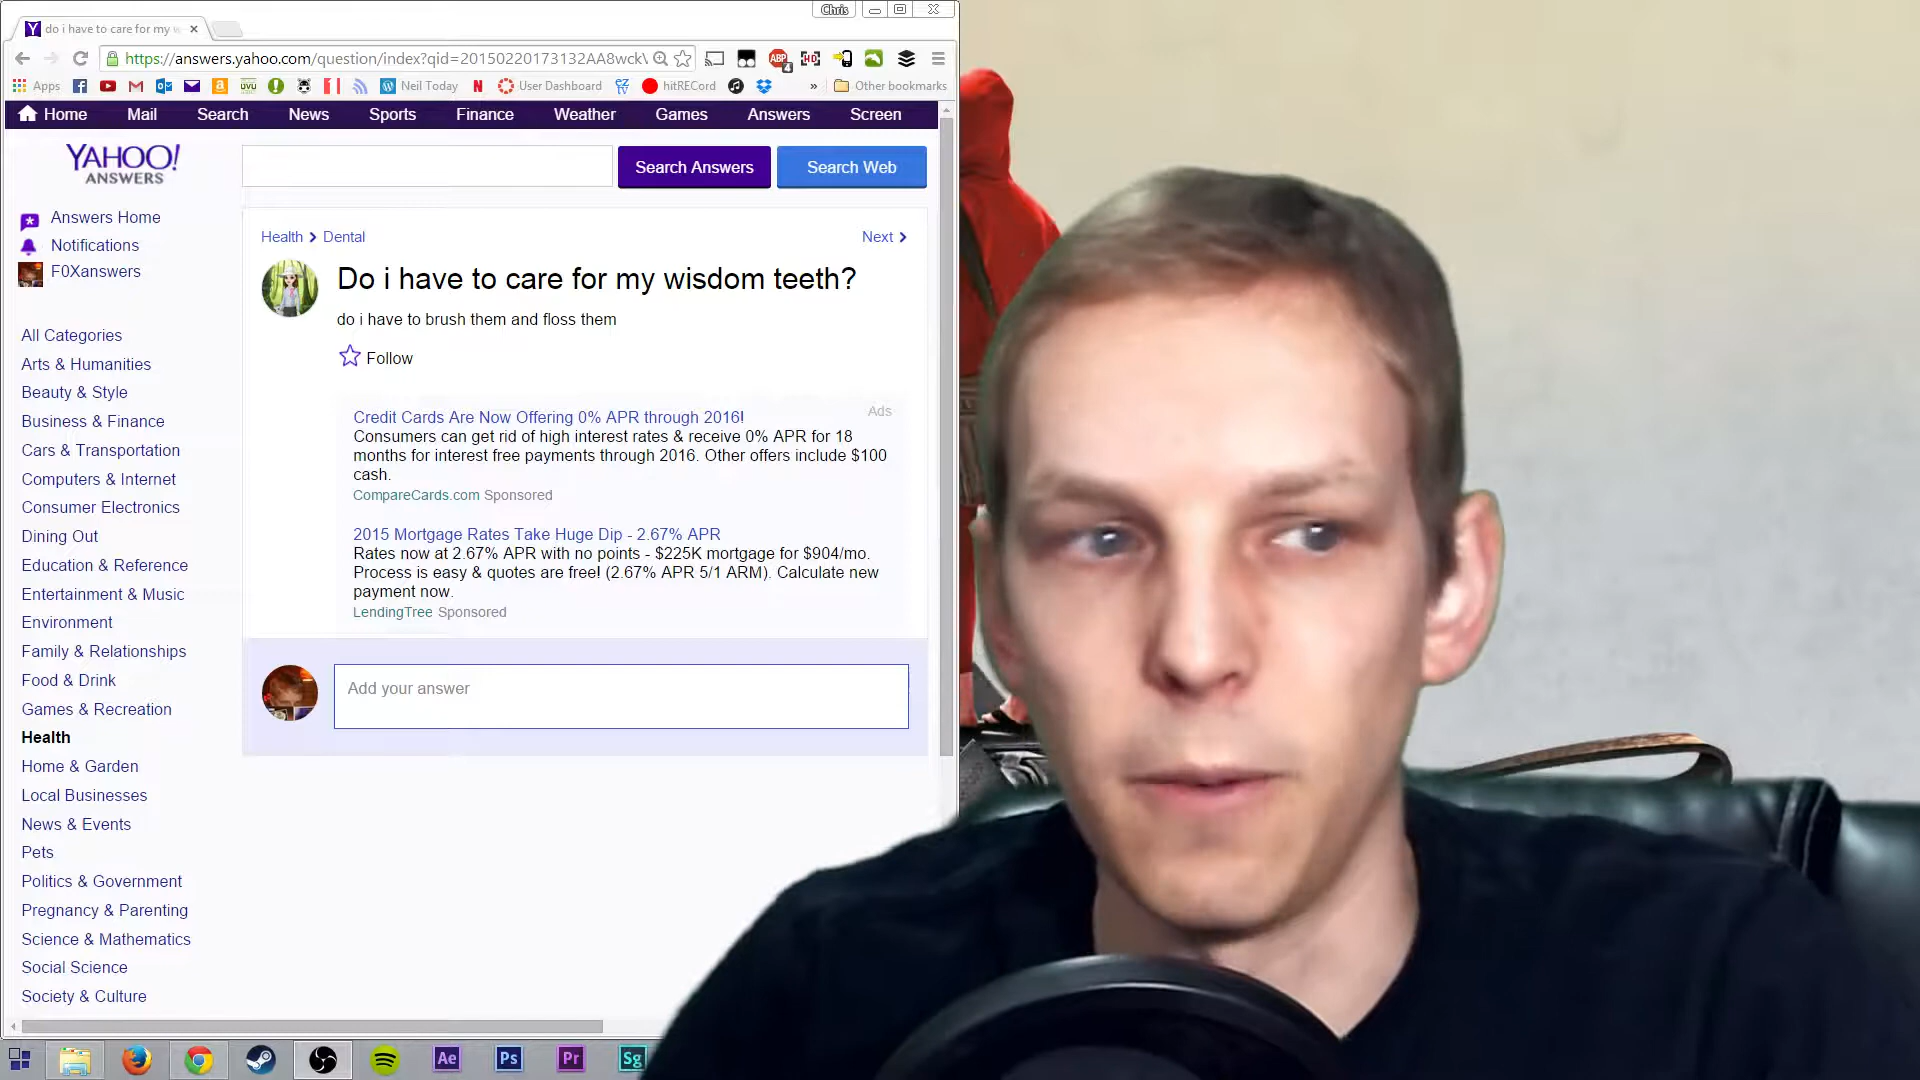 Chris
do i have to care for my w
https://answers.yahoo.com/question/index?qid=20150220173132AA8wckV
Apps
Neil Today
User Dashboard
hitRECord
»
Other bookmarks
Home Mail Search News Sports Finance Weather Games Answers Screen
YAHOO!
ANSWERS
Search Answers
Search Web
Answers Home
Notifications
F0Xanswers
All Categories
Arts & Humanities
Beauty & Style
Business & Finance
Cars & Transportation
Computers & Internet
Consumer Electronics
Dining Out
Education & Reference
Entertainment & Music
Environment
Family & Relationships
Food & Drink
Games & Recreation
Health
Home & Garden
Local Businesses
News & Events
Pets
Politics & Government
Pregnancy & Parenting
Science & Mathematics
Social Science
Society & Culture
Health > Dental
Next >
Do i have to care for my wisdom teeth?
do i have to brush them and floss them
Follow
Ads
Credit Cards Are Now Offering 0% APR through 2016!
Consumers can get rid of high interest rates & receive 0% APR for 18
months for interest free payments through 2016. Other offers include $100
cash.
CompareCards.com Sponsored
2015 Mortgage Rates Take Huge Dip - 2.67% APR
Rates now at 2.67% APR with no points - $225K mortgage for $904/mo.
Process is easy & quotes are free! (2.67% APR 5/1 ARM). Calculate new
payment now.
LendingTree Sponsored
Add your answer
Ae Ps Pr Sg